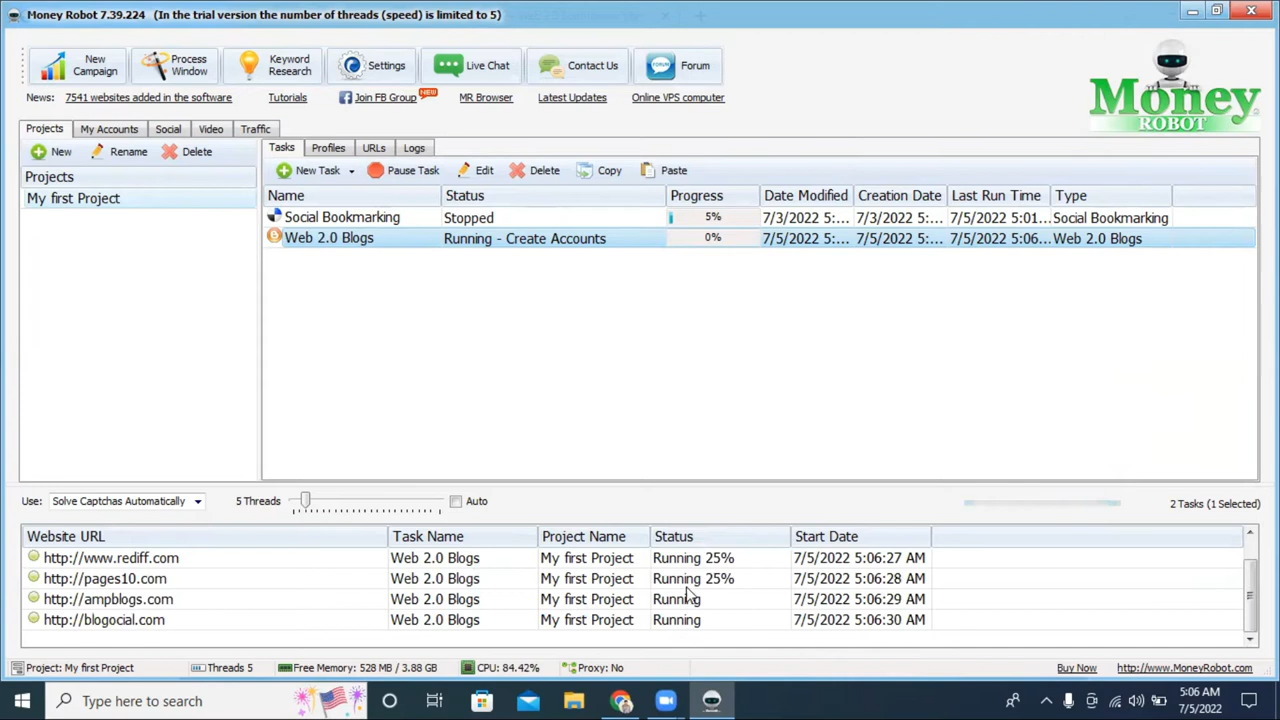 Money Robot 7.39.224 (In the trial version the number of threads (speed) is limited to 5)
New Campaign
Process Window
Keyword Research
Settings
Live Chat
Contact Us
FORUM
Forum
News: 7541 websites added in the software
Tutorials
Join FB Group NEW
MR Browser
Latest Updates
Online VPS computer
Money
ROBOT
Projects My Accounts Social Video Traffic
Tasks Profiles URLs Logs
New Rename Delete
New Task Pause Task Edit Delete Copy Paste
Projects
My first Project
Name Status Progress Date Modified Creation Date Last Run Time Type
Social Bookmarking Stopped 5% 7/3/2022 5:... 7/3/2022 5:... 7/5/2022 5:01... Social Bookmarking
Web 2.0 Blogs Running - Create Accounts 0% 7/5/2022 5:... 7/5/2022 5:... 7/5/2022 5:06... Web 2.0 Blogs
Use: Solve Captchas Automatically 5 Threads Auto 2 Tasks (1 Selected)
Website URL Task Name Project Name Status Start Date
http://www.rediff.com Web 2.0 Blogs My first Project Running 25% 7/5/2022 5:06:27 AM
http://pages10.com Web 2.0 Blogs My first Project Running 25% 7/5/2022 5:06:28 AM
http://ampblogs.com Web 2.0 Blogs My first Project Running 7/5/2022 5:06:29 AM
http://blogocial.com Web 2.0 Blogs My first Project Running 7/5/2022 5:06:30 AM
Project: My first Project Threads 5 Free Memory: 528 MB / 3.88 GB CPU: 84.42% Proxy: No Buy Now http://www.MoneyRobot.com
Type here to search
5:06 AM
7/5/2022